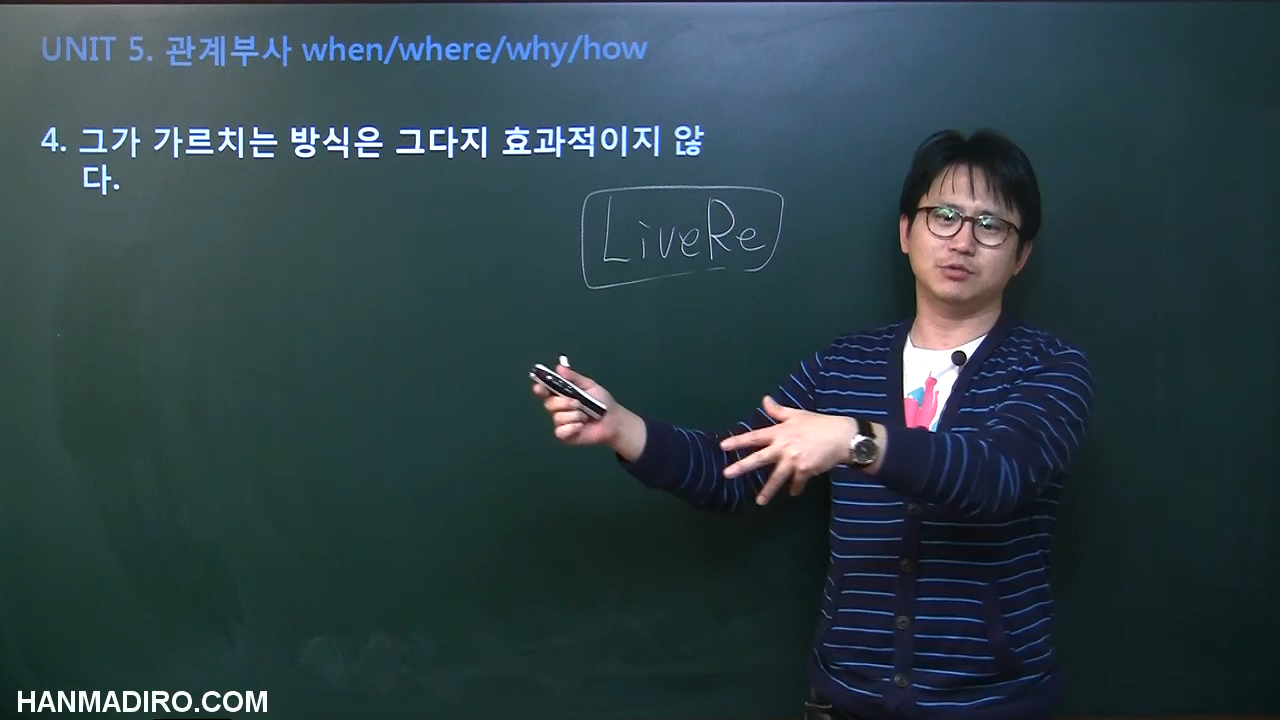 UNIT 5. 관계부사 when/where/why/how
4. 그가 가르치는 방식은 그다지 효과적이지 않
다.
LiveRe
HANMADIRO.COM